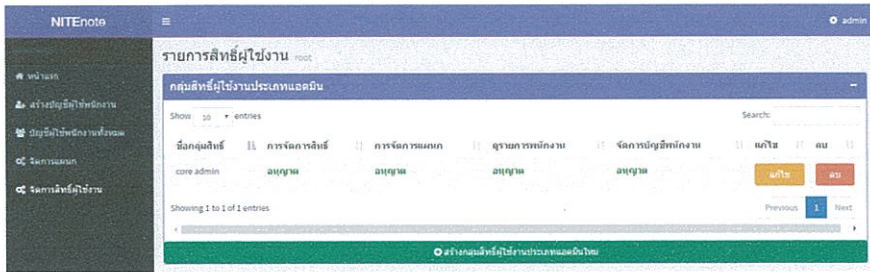 NITEnote
admin
รายการสิทธิ์ผู้ใช้งาน root
หน้าแรก
สร้างบัญชีผู้ใช้พนักงาน
บัญชีผู้ใช้พนักงานทั้งหมด
จัดการแผนก
จัดการสิทธิ์ผู้ใช้งาน
กลุ่มสิทธิ์ผู้ใช้งานประเภทแอดมิน
Show 10 entries Search:
ชื่อกลุ่มสิทธิ์ การจัดการสิทธิ์ การจัดการแผนก ดูรายการพนักงาน จัดการบัญชีพนักงาน แก้ไข ลบ
core admin อนุญาต อนุญาต อนุญาต อนุญาต แก้ไข ลบ
Showing 1 to 1 of 1 entries Previous 1 Next
สร้างกลุ่มสิทธิ์ผู้ใช้งานประเภทแอดมินใหม่